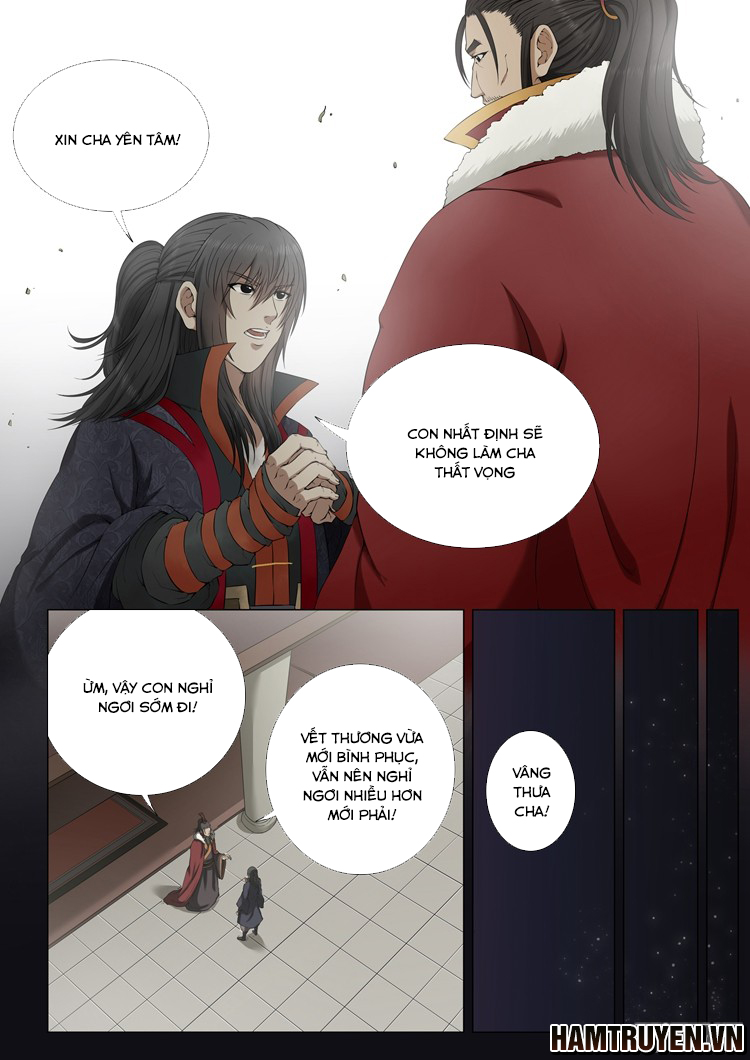 XIN CHA YÊN TÂM!
CON NHẤT ĐỊNH SẼ
KHÔNG LÀM CHA
THẤT VỌNG
ỪM, VẬY CON NGHỈ
NGƠI SỚM ĐI!
VẾT THƯƠNG VỪA
MỚI BÌNH PHỤC,
VẪN NÊN NGHỈ
NGƠI NHIỀU HƠN
MỚI PHẢI!
VÂNG
THƯA
CHA!
HAMTRUYEN.VN